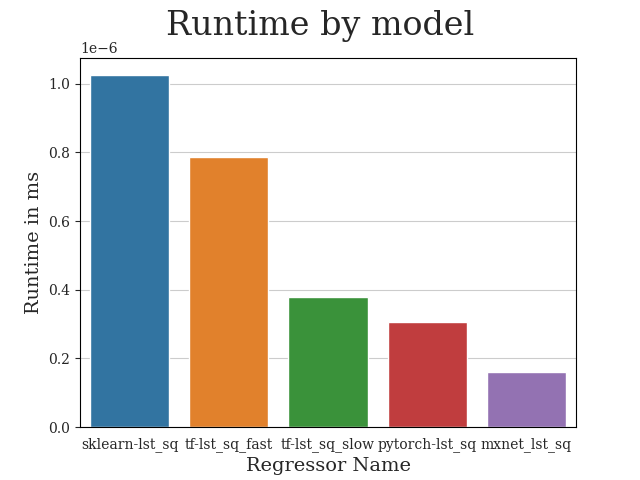 Runtime by model
1e−6
1.0
0.8
0.6
0.4
0.2
0.0
Runtime in ms
sklearn-lst_sq tf-lst_sq_fast tf-lst_sq_slow pytorch-lst_sq mxnet_lst_sq
Regressor Name